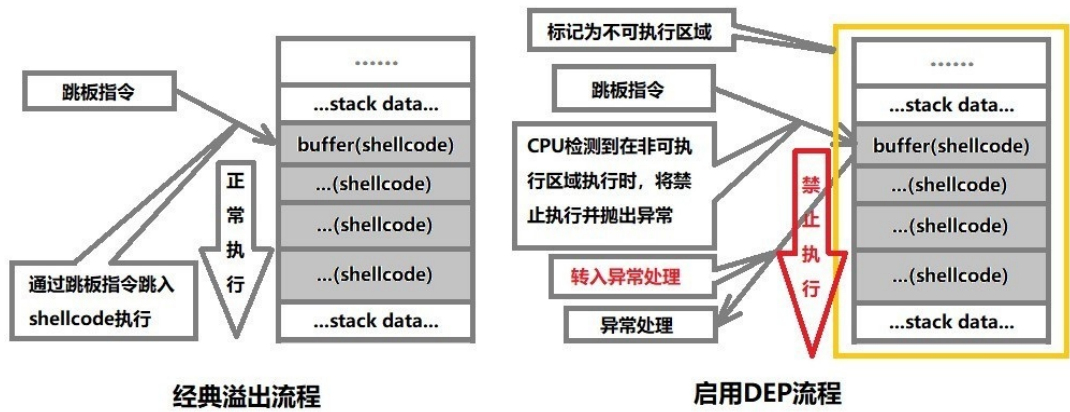 跳板指令
通过跳板指令跳入
shellcode执行
正
常
执
行
......
...stack data...
buffer(shellcode)
...(shellcode)
...(shellcode)
...(shellcode)
...stack data...
经典溢出流程
标记为不可执行区域
跳板指令
CPU检测到在非可执
行区域执行时，将禁
止执行并抛出异常
转入异常处理
异常处理
禁
止
执
行
......
...stack data...
buffer(shellcode)
...(shellcode)
...(shellcode)
...(shellcode)
...stack data...
启用DEP流程